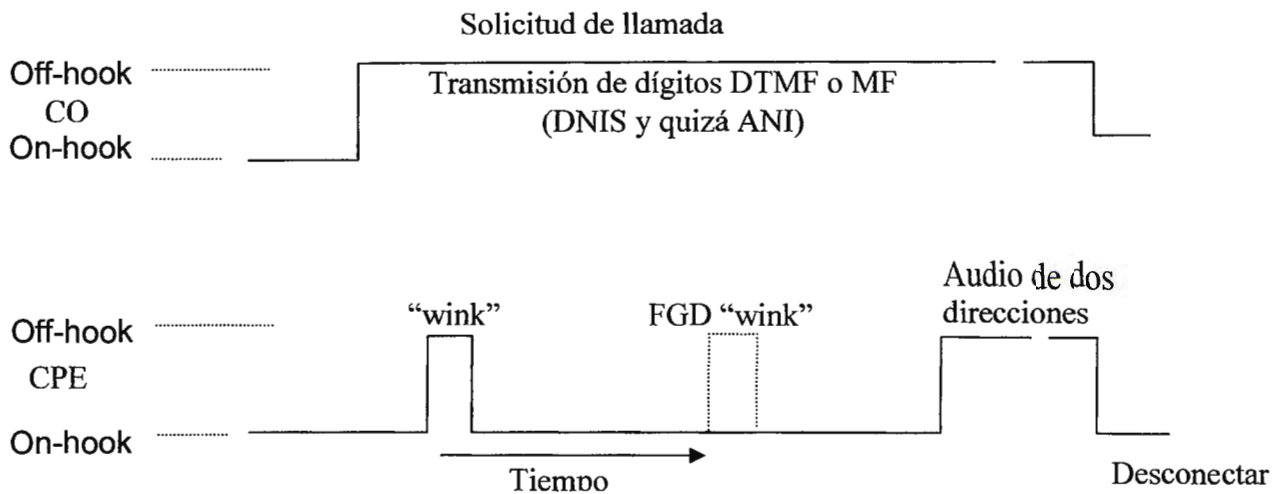 Solicitud de llamada
Off-hook
CO
On-hook
Transmisión de dígitos DTMF o MF
(DNIS y quizá ANI)
Off-hook
CPE
On-hook
“wink”
FGD “wink”
Audio de dos
direcciones
Tiempo
Desconectar